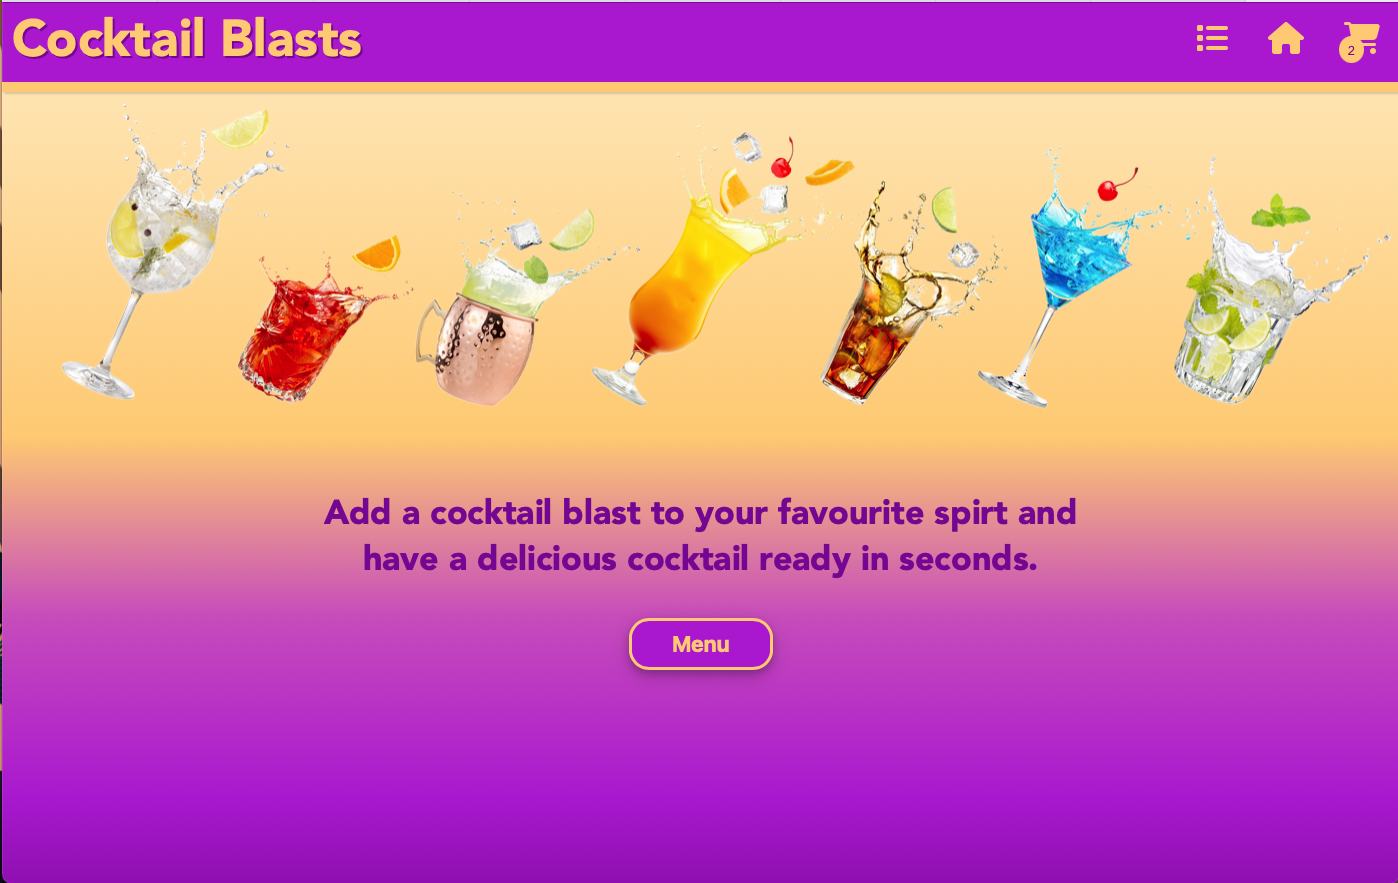 Cocktail Blasts
2
Add a cocktail blast to your favourite spirt and
have a delicious cocktail ready in seconds.
Menu